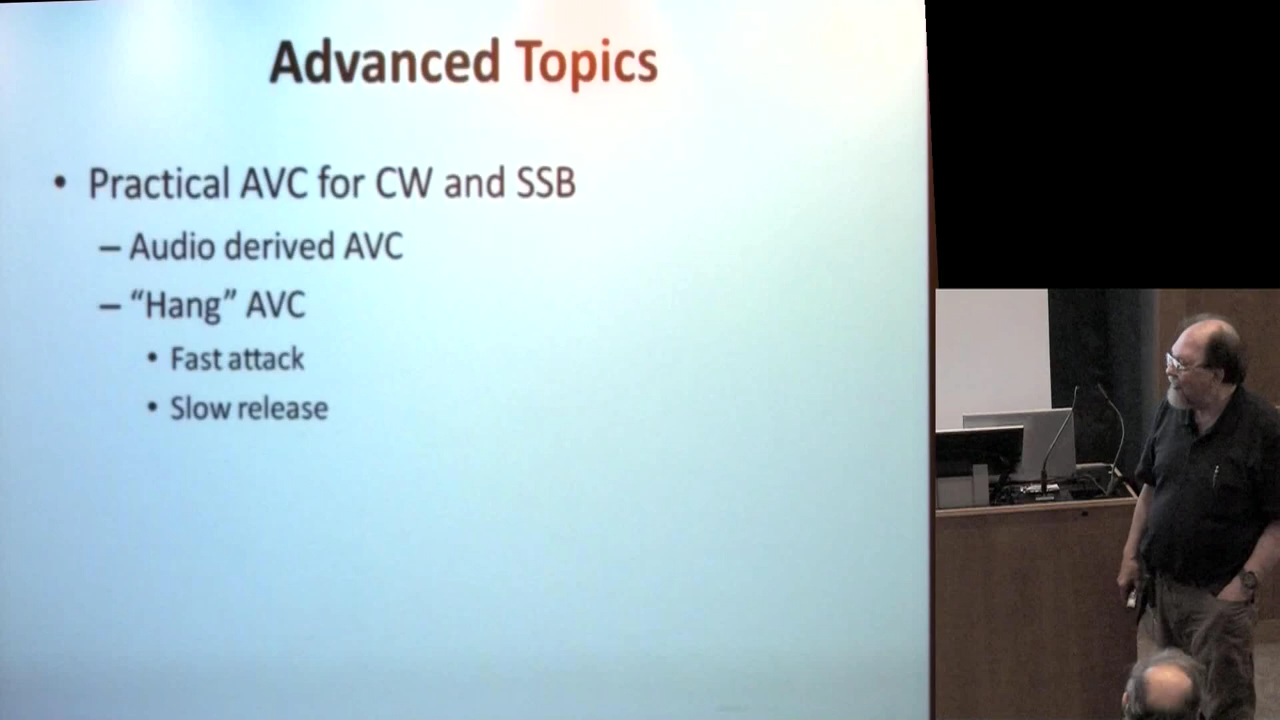 Advanced Topics
• Practical AVC for CW and SSB
– Audio derived AVC
– “Hang” AVC
• Fast attack
• Slow release